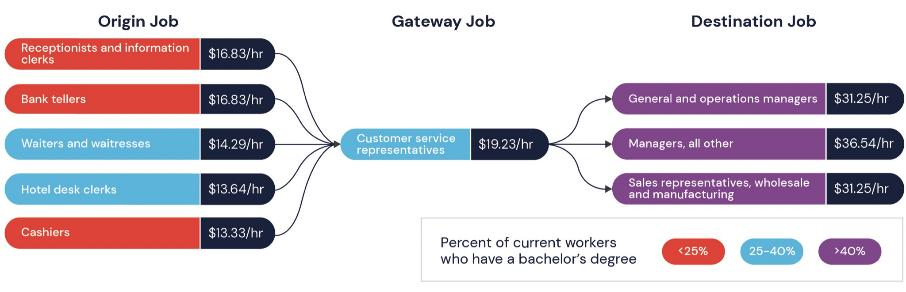 Origin Job
Gateway Job
Destination Job
Receptionists and information
clerks
$16.83/hr
Bank tellers
$16.83/hr
Waiters and waitresses
$14.29/hr
Hotel desk clerks
$13.64/hr
Cashiers
$13.33/hr
Customer service
representatives
$19.23/hr
General and operations managers
$31.25/hr
Managers, all other
$36.54/hr
Sales representatives, wholesale
and manufacturing
$31.25/hr
Percent of current workers
who have a bachelor's degree
<25%
25-40%
>40%